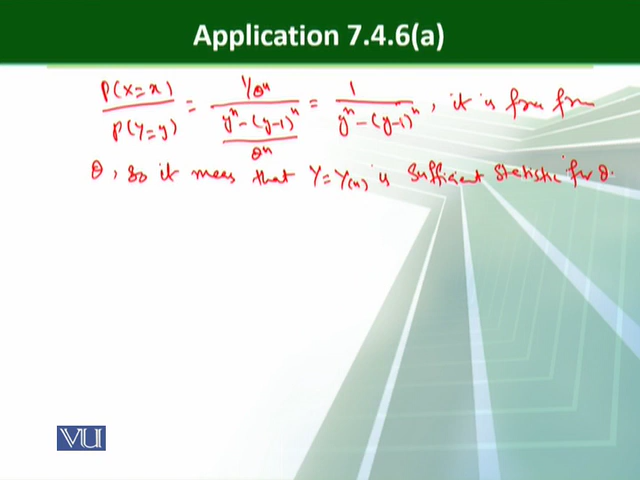 Application 7.4.6(a)
P(X=x) / P(Y=y) = (1/θⁿ) / ((yⁿ-(y-1)ⁿ)/θⁿ) = 1 / (yⁿ-(y-1)ⁿ), it is free from
θ, so it means that Y=Y(n) is sufficient statistic for θ.
VU